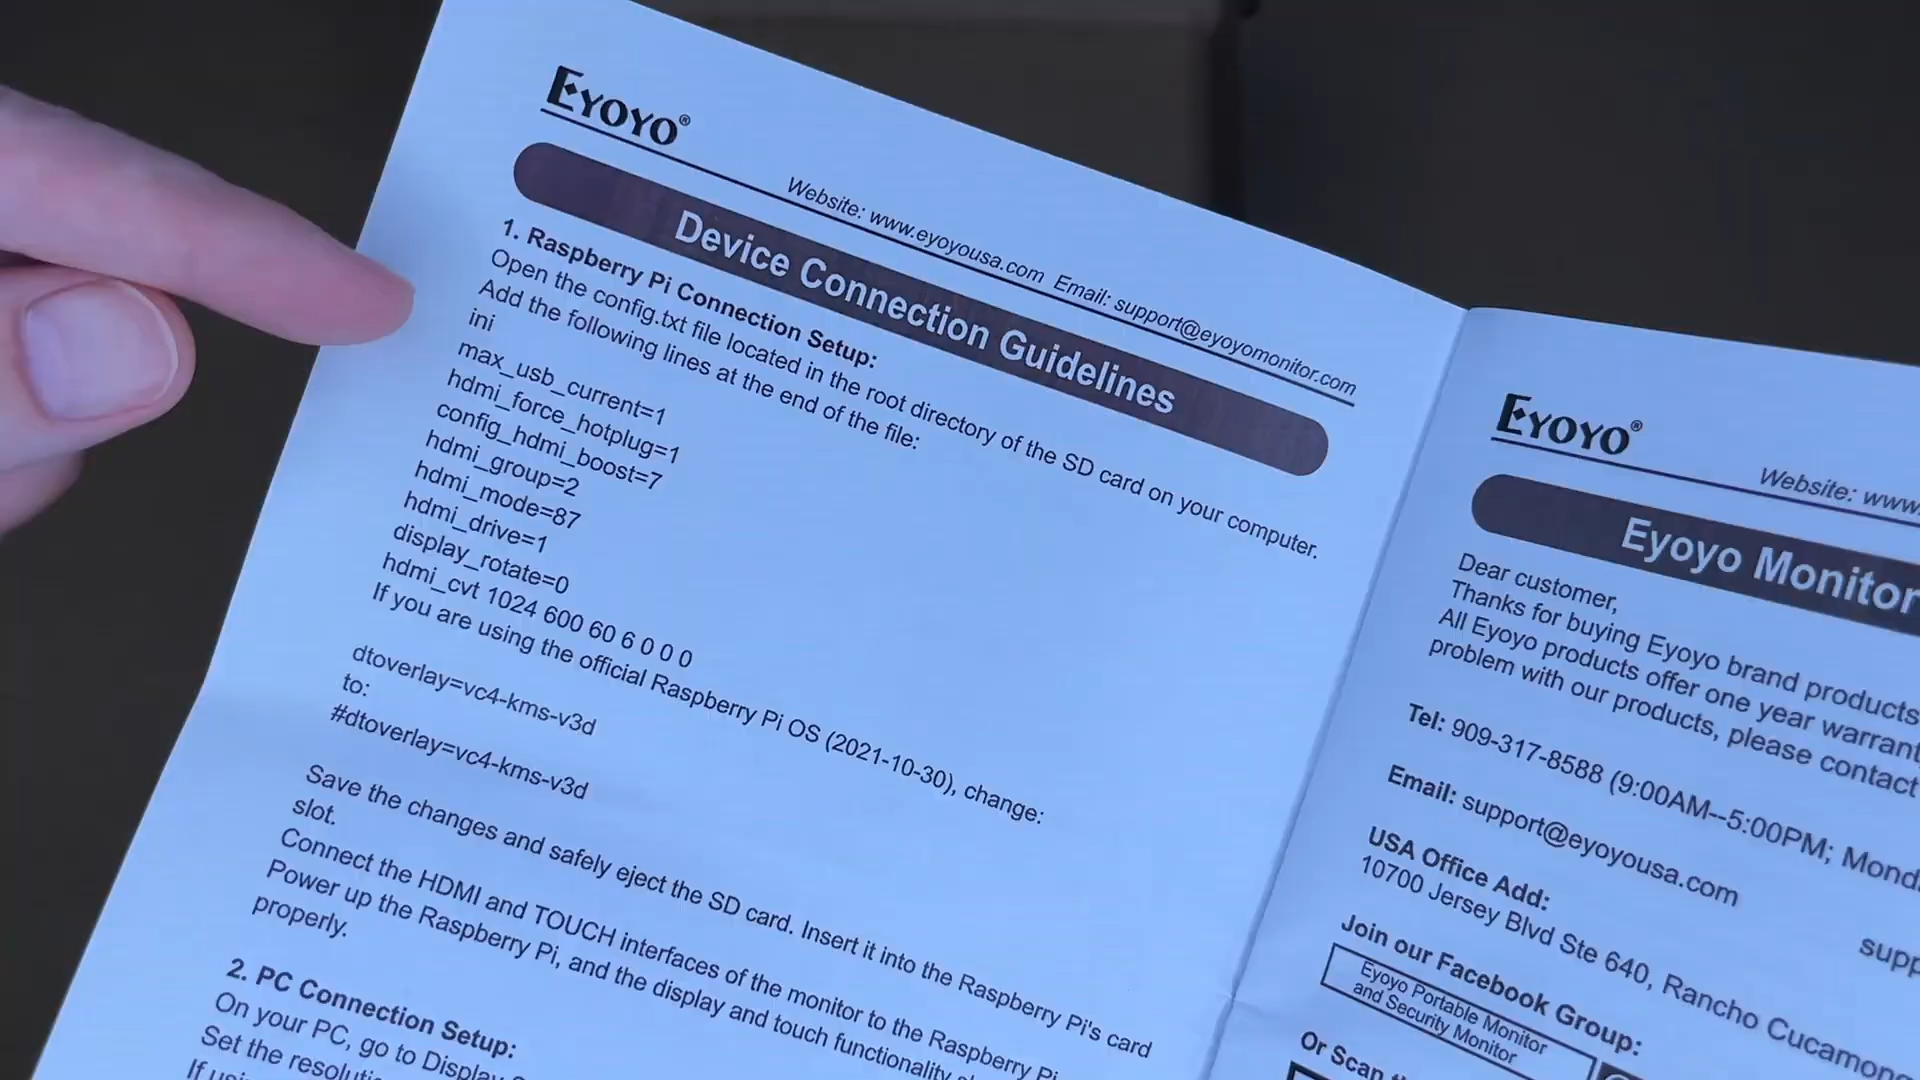 EYOYO®
Website: www.eyoyousa.com Email: support@eyoyomonitor.com
Device Connection Guidelines
1. Raspberry Pi Connection Setup:
Open the config.txt file located in the root directory of the SD card on your computer.
Add the following lines at the end of the file:
ini
max_usb_current=1
hdmi_force_hotplug=1
config_hdmi_boost=7
hdmi_group=2
hdmi_mode=87
hdmi_drive=1
display_rotate=0
hdmi_cvt 1024 600 60 6 0 0 0
If you are using the official Raspberry Pi OS (2021-10-30), change:
dtoverlay=vc4-kms-v3d
to:
#dtoverlay=vc4-kms-v3d
Save the changes and safely eject the SD card. Insert it into the Raspberry Pi's card
slot.
Connect the HDMI and TOUCH interfaces of the monitor to the Raspberry Pi.
Power up the Raspberry Pi, and the display and touch functionality
properly.
2. PC Connection Setup:
On your PC, go to Display
Set the
If
EYOYO®
Website: www.
Eyoyo Monitor
Dear customer,
Thanks for buying Eyoyo brand products
All Eyoyo products offer one year
problem with our products, please contact
Tel: 909-317-8588 (9:00AM--5:00PM;
Email: support@eyoyousa.com
USA Office Add:
10700 Jersey Blvd Ste 640, Rancho
Join our Facebook Group:
Eyoyo Portable Monitor
and Security Monitor
Or Scan